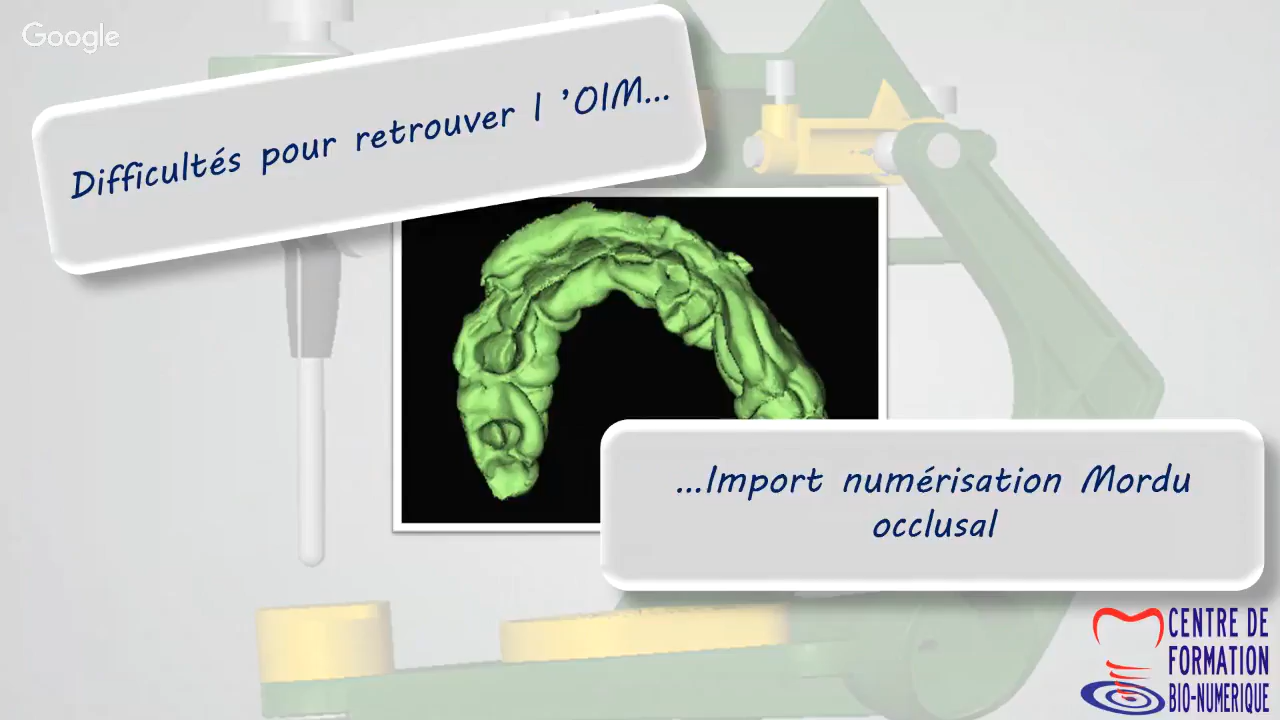 Google
Difficultés pour retrouver l 'OIM...
...Import numérisation Mordu
occlusal
CENTRE DE
FORMATION
BIO-NUMERIQUE